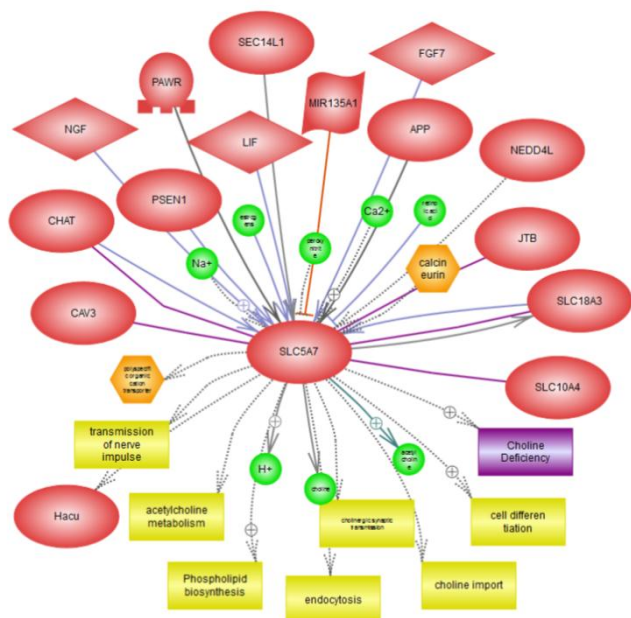 SEC14L1
FGF7
PAWR
MIR135A1
NGF
LIF
APP
NEDD4L
PSEN1
CHAT
Ca2+
JTB
Na+
calcin
eurin
SLC18A3
CAV3
SLC5A7
SLC10A4
transporter
transmission
of nerve
impulse
Choline
Deficiency
H+
choline
Hacu
acetylcholine
metabolism
cholinergic synaptic
transmission
cell differen
tiation
Phospholipid
biosynthesis
endocytosis
choline import